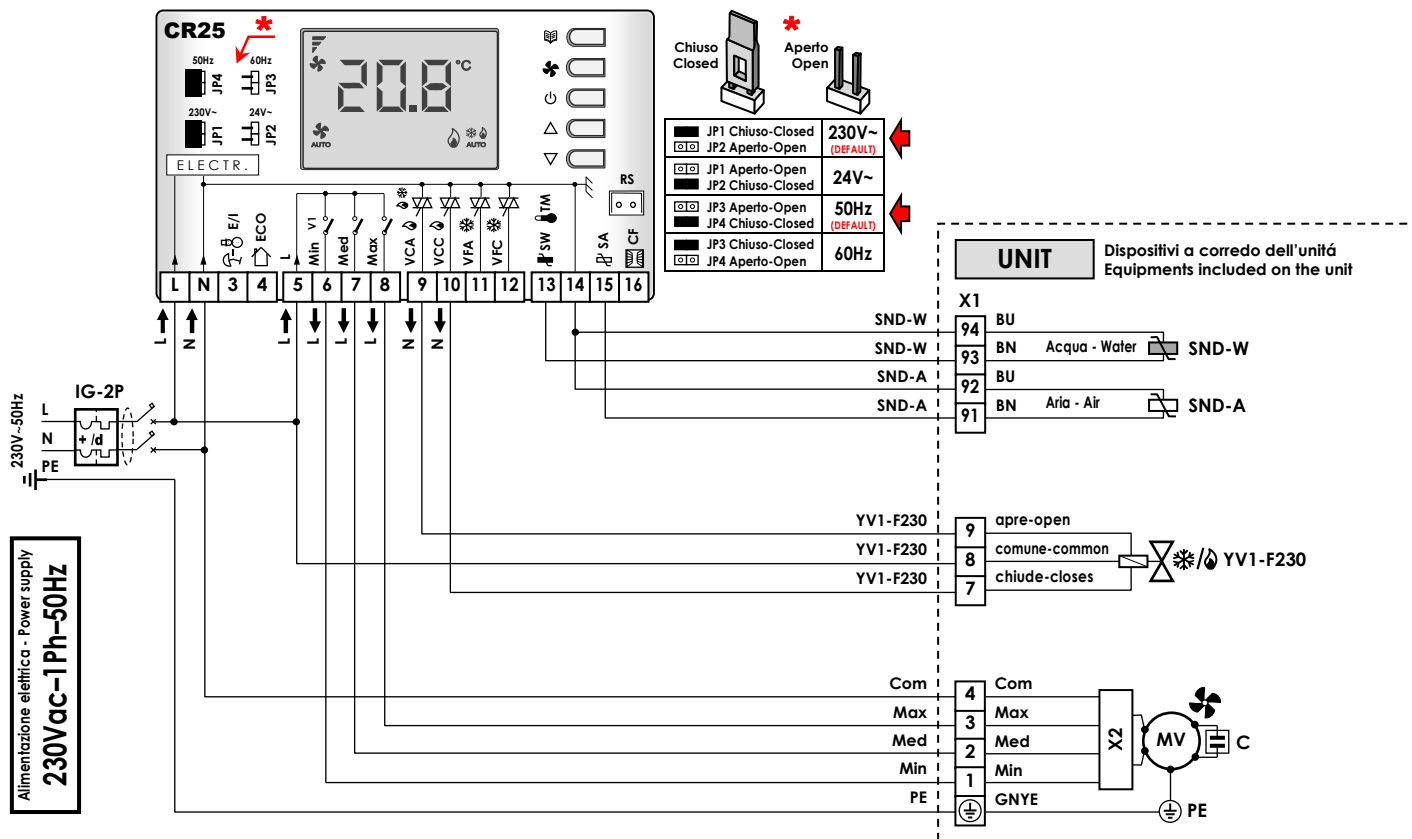 CR25
*
50Hz
JP4
60Hz
JP3
230V~
JP1
24V~
JP2
ELECTR.
20.8 °C
AUTO
AUTO
RS
E/I
ECO
L
Min
V1
Med
Max
VCA
VCC
VFA
VFC
SW
TM
SA
CF
L N 3 4 5 6 7 8 9 10 11 12 13 14 15 16
L
N
L
L
L
L
N
N
Chiuso
Closed
*
Aperto
Open
JP1 Chiuso-Closed
JP2 Aperto-Open
230V~
(DEFAULT)
JP1 Aperto-Open
JP2 Chiuso-Closed
24V~
JP3 Aperto-Open
JP4 Chiuso-Closed
50Hz
(DEFAULT)
JP3 Chiuso-Closed
JP4 Aperto-Open
60Hz
UNIT
Dispositivi a corredo dell'unitá
Equipments included on the unit
X1
SND-W 94 BU
SND-W 93 BN
Acqua - Water
SND-W
SND-A 92 BU
SND-A 91 BN
Aria - Air
SND-A
IG-2P
230V~50Hz
L
N
PE
+ /d
YV1-F230 9 apre-open
YV1-F230 8 comune-common
YV1-F230 7 chiude-closes
/
YV1-F230
Alimentazione elettrica - Power supply
230Vac–1Ph–50Hz
Com 4 Com
Max 3 Max
Med 2 Med
Min 1 Min
PE GNYE
X2
MV
C
PE